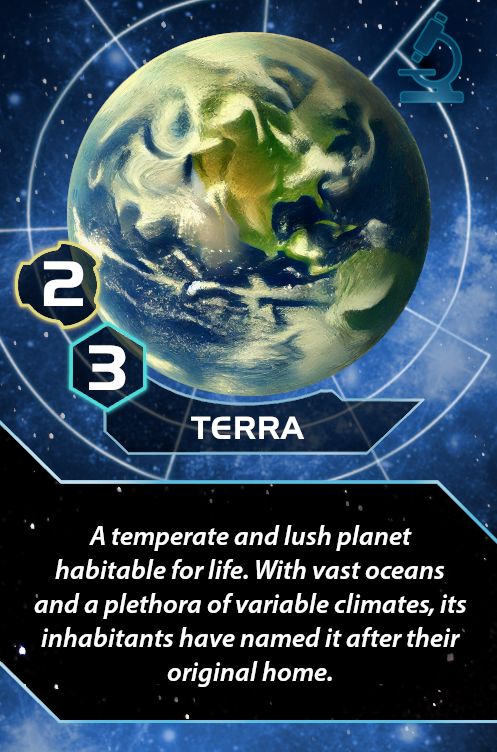 2
3
TERRA
A temperate and lush planet
habitable for life. With vast oceans
and a plethora of variable climates, its
inhabitants have named it after their
original home.